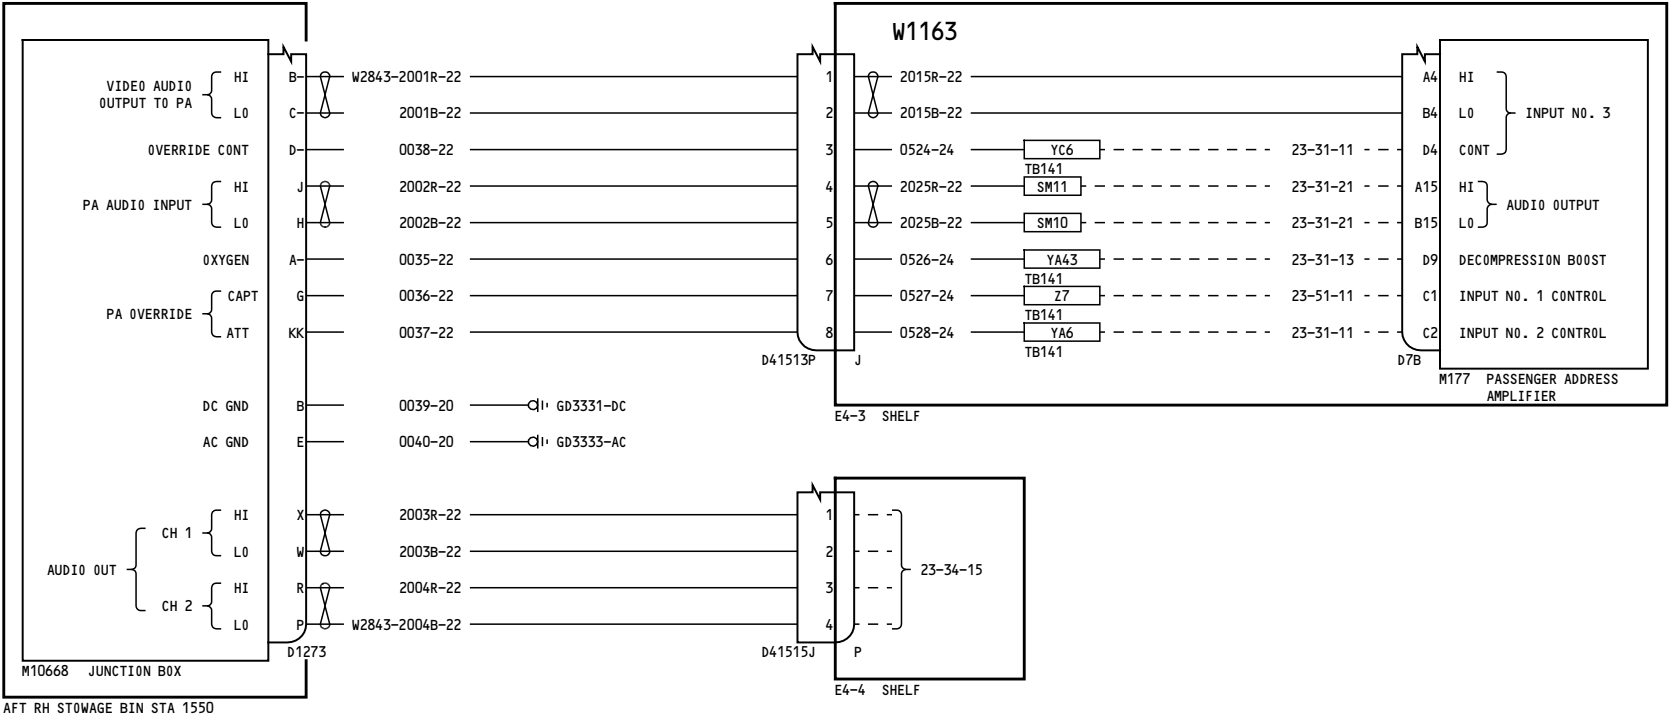 W1163
VIDEO AUDIO OUTPUT TO PA HI B- W2843-2001R-22 1 2015R-22 A4 HI
LO C- 2001B-22 2 2015B-22 B4 LO INPUT NO. 3
OVERRIDE CONT D- 0038-22 3 0524-24 YC6 23-31-11 D4 CONT
TB141
PA AUDIO INPUT HI J 2002R-22 4 2025R-22 SM11 23-31-21 A15 HI AUDIO OUTPUT
LO H 2002B-22 5 2025B-22 SM10 23-31-21 B15 LO
OXYGEN A- 0035-22 6 0526-24 YA43 23-31-13 D9 DECOMPRESSION BOOST
TB141
PA OVERRIDE CAPT G 0036-22 7 0527-24 Z7 23-51-11 C1 INPUT NO. 1 CONTROL
TB141
ATT KK 0037-22 8 0528-24 YA6 23-31-11 C2 INPUT NO. 2 CONTROL
TB141
D41513P J D7B
M177 PASSENGER ADDRESS
AMPLIFIER
DC GND B 0039-20 GD3331-DC
E4-3 SHELF
AC GND E 0040-20 GD3333-AC
AUDIO OUT CH 1 HI X 2003R-22 1
LO W 2003B-22 2
23-34-15
CH 2 HI R 2004R-22 3
LO P W2843-2004B-22 4
D1273 D41515J P
M10668 JUNCTION BOX
E4-4 SHELF
AFT RH STOWAGE BIN STA 1550